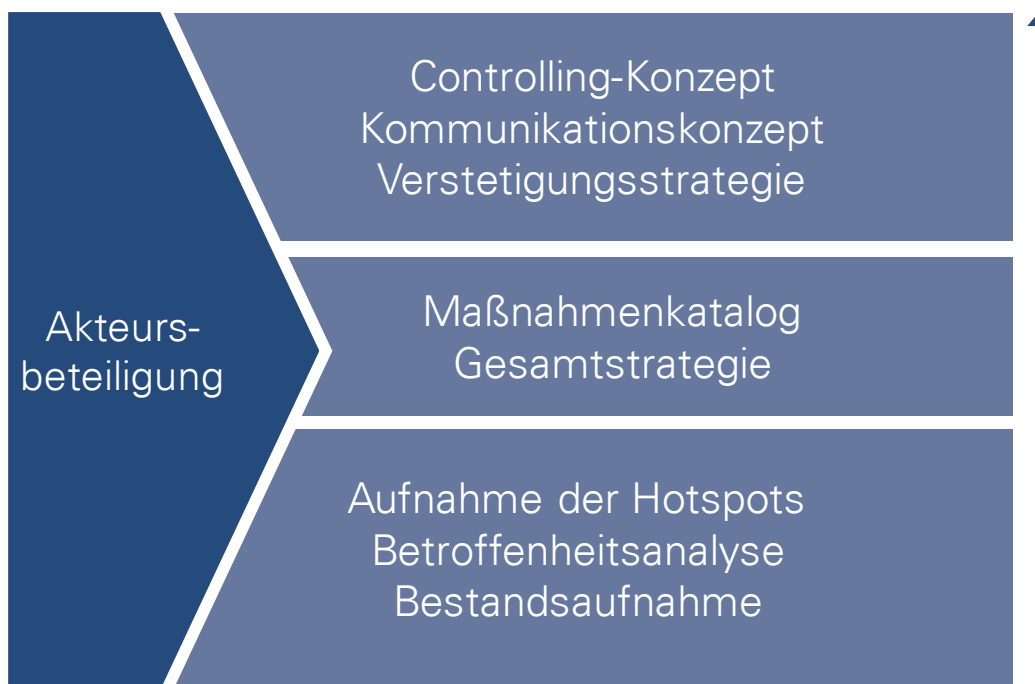 Akteurs-
beteiligung
Controlling-Konzept
Kommunikationskonzept
Verstetigungsstrategie
Maßnahmenkatalog
Gesamtstrategie
Aufnahme der Hotspots
Betroffenheitsanalyse
Bestandsaufnahme